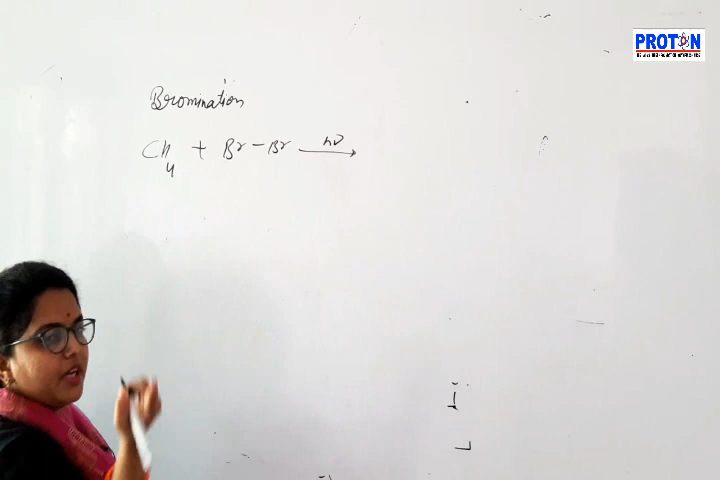 PROTON
Bromination
CH4 + Br - Br hν